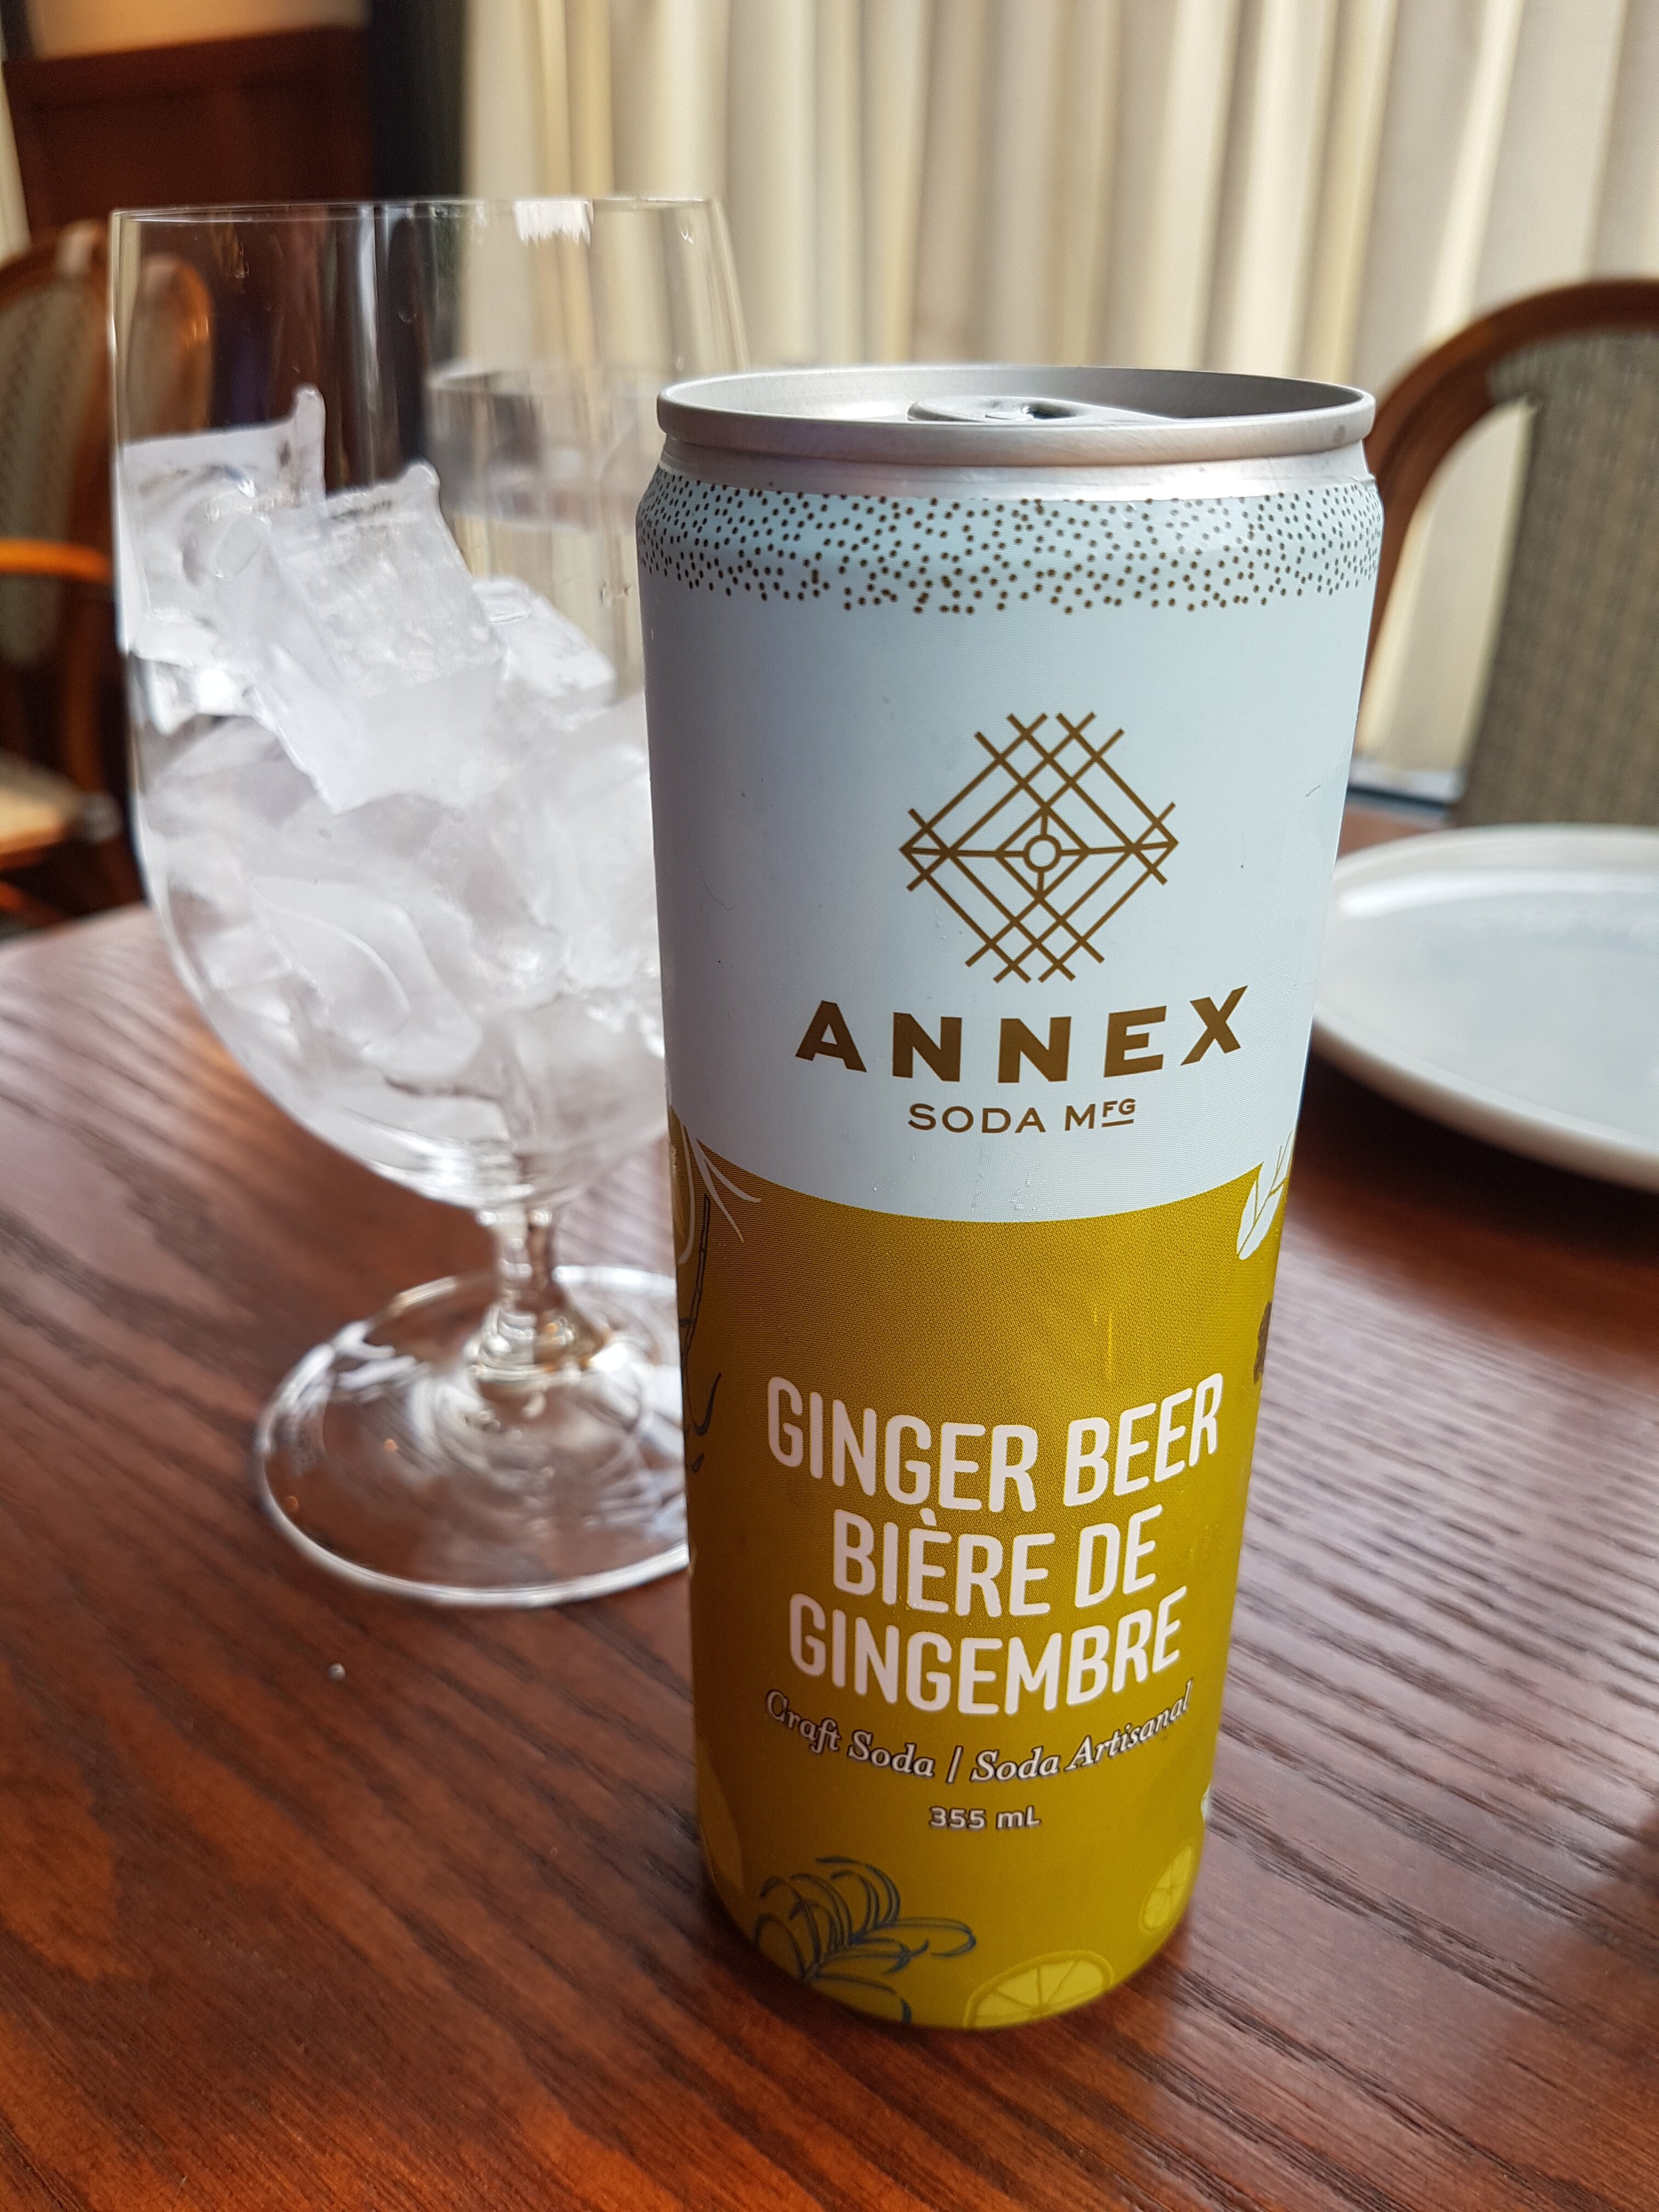 ANNEX
SODA MFG
GINGER BEER
BIÈRE DE
GINGEMBRE
Craft Soda | Soda Artisanal
355 mL